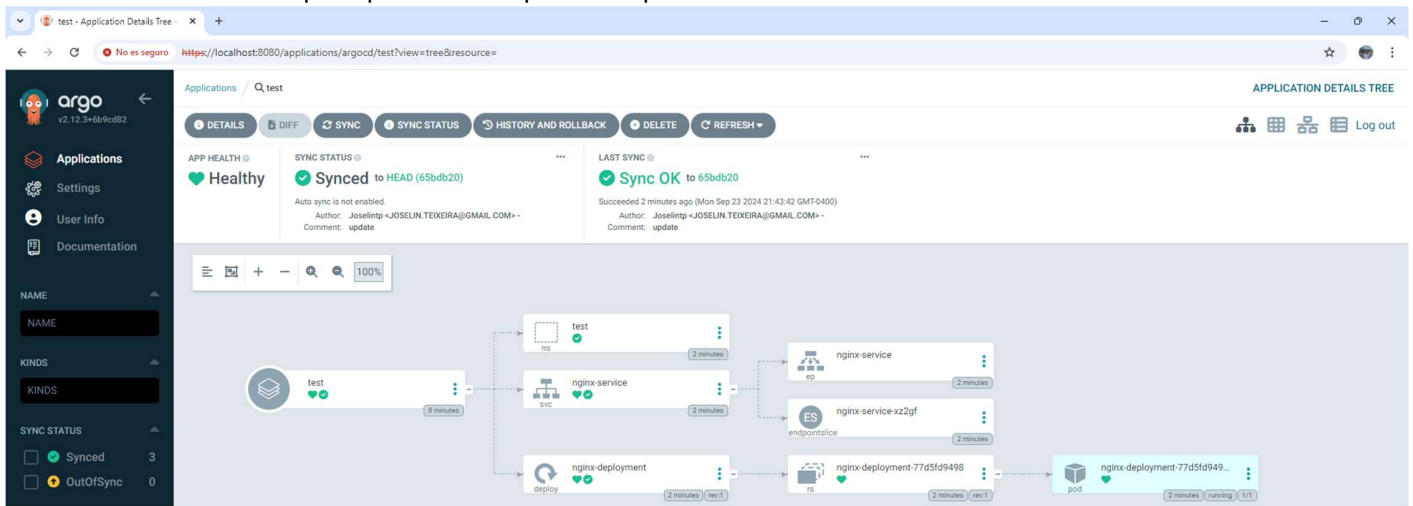 test - Application Details Tree -
No es seguro https://localhost:8080/applications/argocd/test?view=tree&resource=
argo
v2.12.3+6b9cd82
Applications
Settings
User Info
Documentation
NAME
NAME
KINDS
KINDS
SYNC STATUS
Synced 3
OutOfSync 0
Applications / test
APPLICATION DETAILS TREE
DETAILS DIFF SYNC SYNC STATUS HISTORY AND ROLLBACK DELETE REFRESH
Log out
APP HEALTH
Healthy
SYNC STATUS
Synced to HEAD (65bdb20)
Auto sync is not enabled.
Author: Joselintp <JOSELIN.TEIXEIRA@GMAIL.COM> -
Comment: update
LAST SYNC
Sync OK to 65bdb20
Succeeded 2 minutes ago (Mon Sep 23 2024 21:43:42 GMT-0400)
Author: Joselintp <JOSELIN.TEIXEIRA@GMAIL.COM> -
Comment: update
100%
test
8 minutes
test
ns
2 minutes
nginx-service
svc
2 minutes
nginx-deployment
deploy
2 minutes rev:1
nginx-service
ep
2 minutes
ES
nginx-service-xz2gf
endpointslice
2 minutes
nginx-deployment-77d5fd9498
rs
2 minutes rev:1
nginx-deployment-77d5fd949...
pod
2 minutes running 1/1